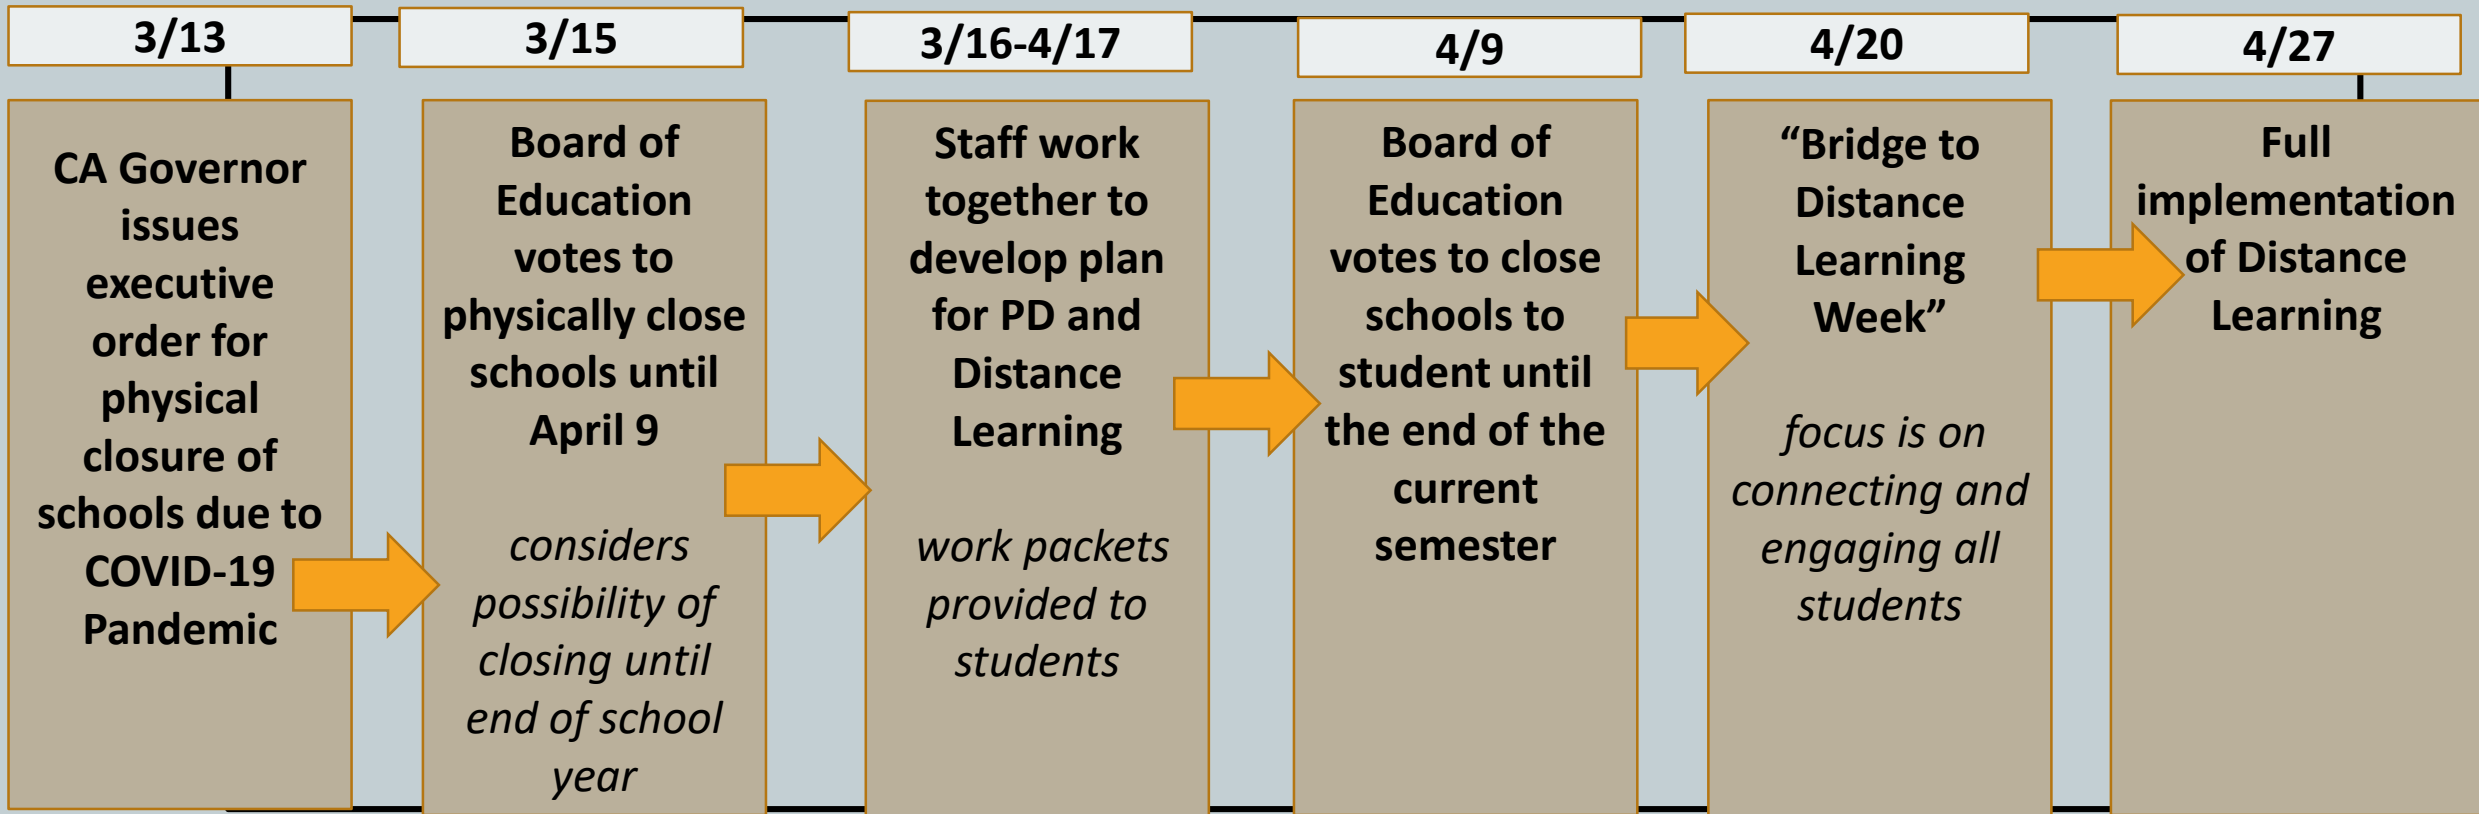 3/13
CA Governor
issues
executive
order for
physical
closure of
schools due to
COVID-19
Pandemic
3/15
Board of
Education
votes to
physically close
schools until
April 9
considers
possibility of
closing until
end of school
year
3/16-4/17
Staff work
together to
develop plan
for PD and
Distance
Learning
work packets
provided to
students
4/9
Board of
Education
votes to close
schools to
student until
the end of the
current
semester
4/20
“Bridge to
Distance
Learning
Week”
focus is on
connecting and
engaging all
students
4/27
Full
implementation
of Distance
Learning